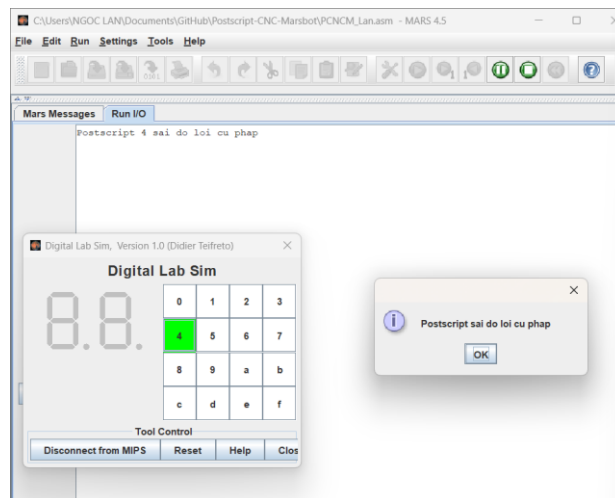 C:\Users\NGOC LAN\Documents\GitHub\Postscript-CNC-Marsbot\PCNCM_Lan.asm - MARS 4.5
File Edit Run Settings Tools Help
Mars Messages Run I/O
Postscript 4 sai do loi cu phap
Digital Lab Sim, Version 1.0 (Didier Teifreto)
Digital Lab Sim
8.8.
0 1 2 3
4 5 6 7
8 9 a b
c d e f
Tool Control
Disconnect from MIPS Reset Help Clos
Postscript sai do loi cu phap
OK